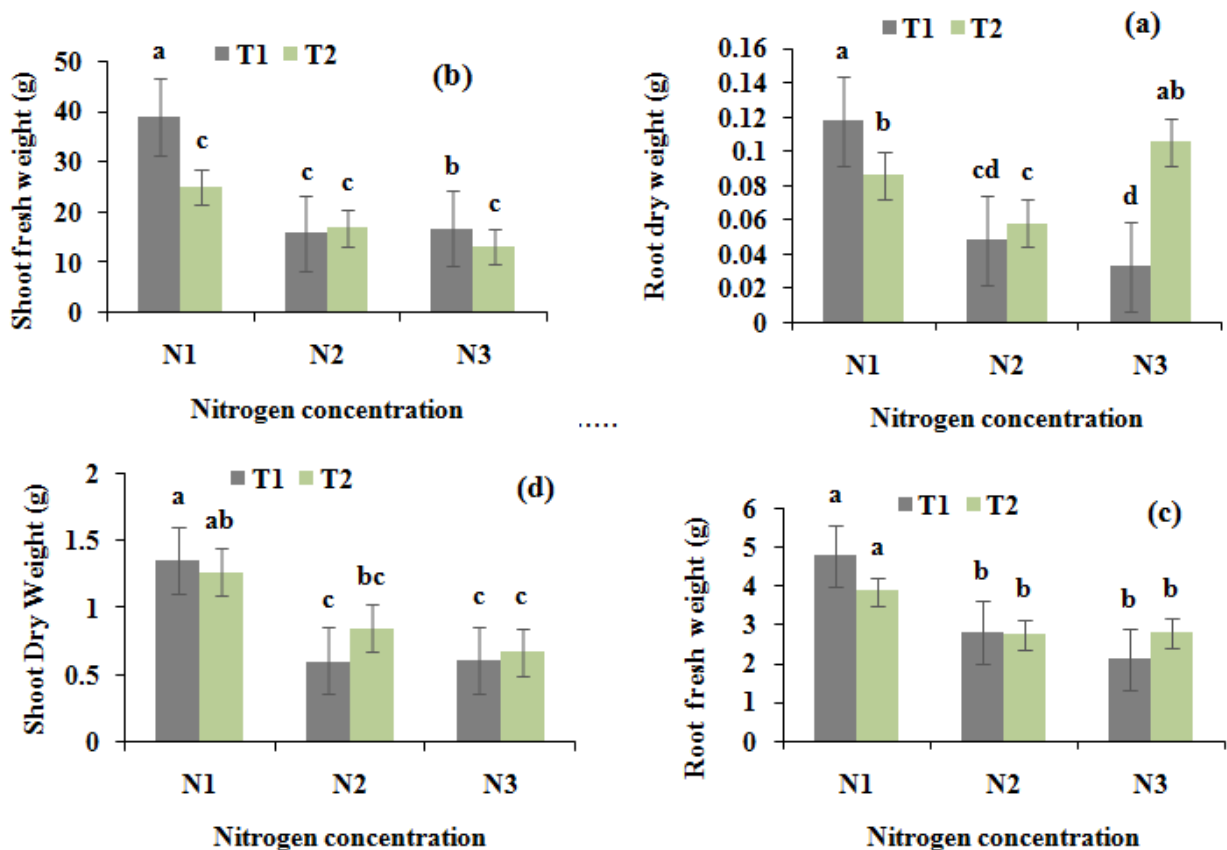 T1 T2
(b)
Shoot fresh weight (g)
50
40
30
20
10
0
a
c
c
c
b
c
N1 N2 N3
Nitrogen concentration
(a)
T1 T2
Root dry weight (g)
0.16
0.14
0.12
0.1
0.08
0.06
0.04
0.02
0
a
b
cd
c
d
ab
N1 N2 N3
Nitrogen concentration
.....
T1 T2
(d)
Shoot Dry Weight (g)
2
1.5
1
0.5
0
a
ab
c
bc
c
c
N1 N2 N3
Nitrogen concentration
T1 T2
(c)
Root fresh weight (g)
6
5
4
3
2
1
0
a
a
b
b
b
b
N1 N2 N3
Nitrogen concentration